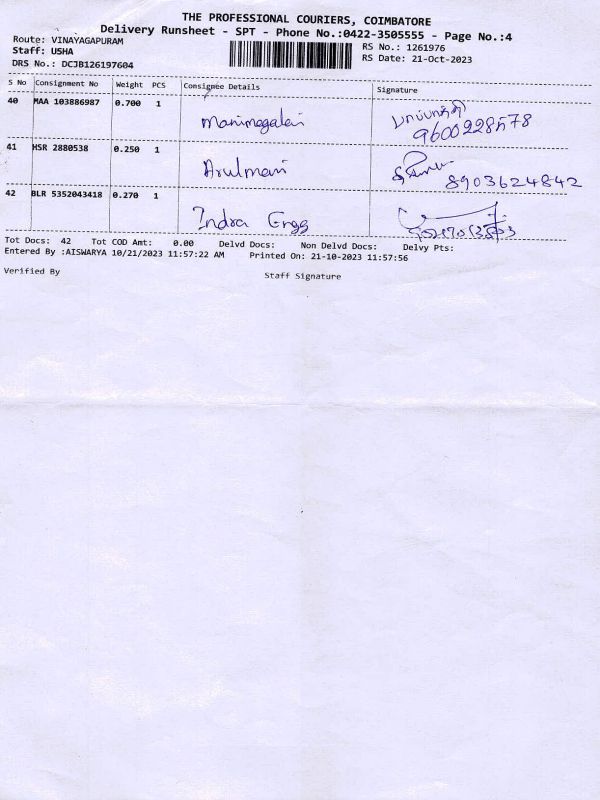 THE PROFESSIONAL COURIERS, COIMBATORE
Delivery Runsheet - SPT - Phone No.:0422-3505555 - Page No.:4
Route: VINAYAGAPURAM
RS No.: 1261976
Staff: USHA
RS Date: 21-Oct-2023
DRS No.: DCJB126197604
S No Consignment No Weight PCS Consignee Details Signature
40 MAA 103886987 0.700 1 Manimegalai
9600228578
41 HSR 2880538 0.250 1 Arulmani
8903624842
42 BLR 5352043418 0.270 1 Indra Engg
Tot Docs: 42 Tot COD Amt: 0.00 Delvd Docs: Non Delvd Docs: Delvy Pts:
Entered By :AISWARYA 10/21/2023 11:57:22 AM Printed On: 21-10-2023 11:57:56
Verified By Staff Signature